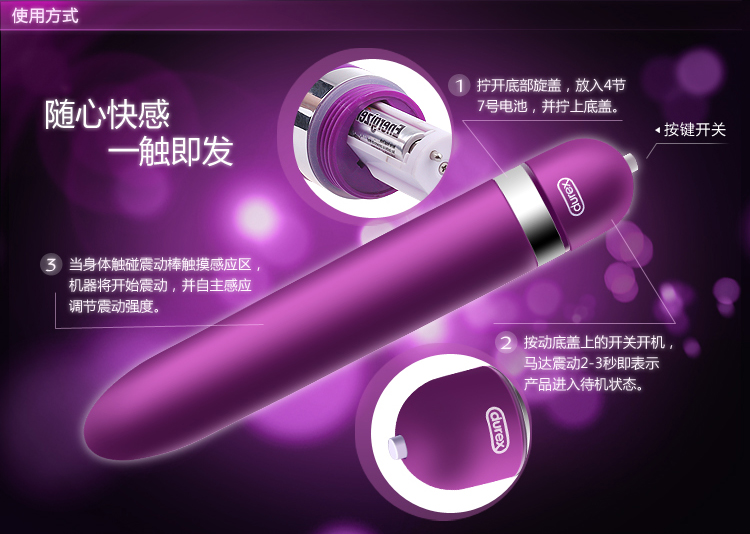 使用方式
随心快感
一触即发
1 拧开底部旋盖，放入4节
7号电池，并拧上底盖。
按键开关
Energizer
durex
3 当身体触碰震动棒触摸感应区，
机器将开始震动，并自主感应
调节震动强度。
2 按动底盖上的开关开机，
马达震动2-3秒即表示
产品进入待机状态。
durex